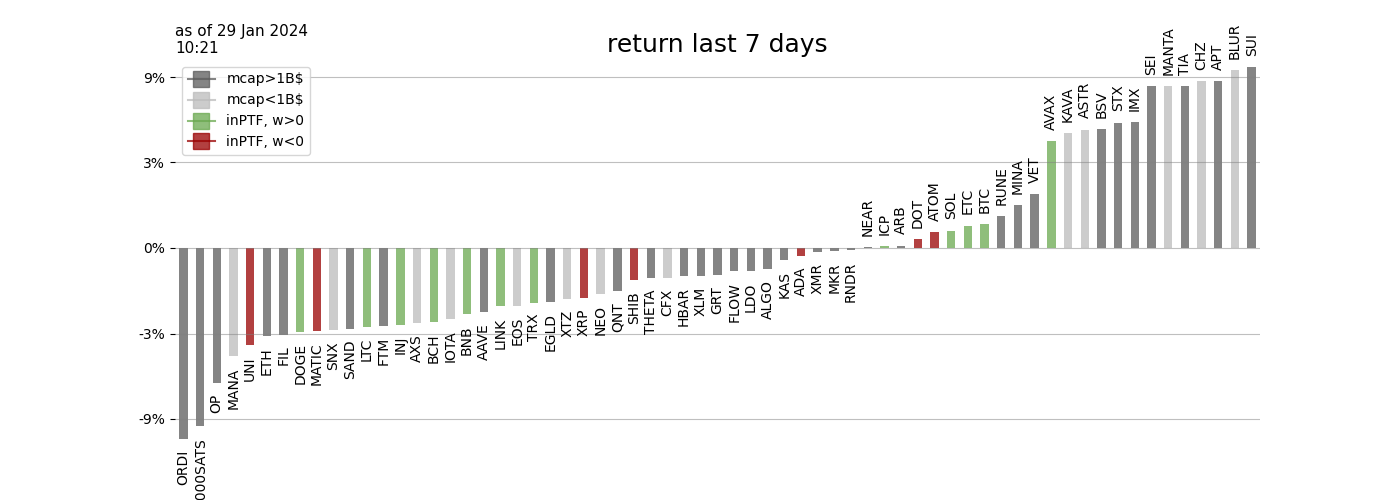 as of 29 Jan 2024
10:21
return last 7 days
mcap>1B$
mcap<1B$
inPTF, w>0
inPTF, w<0
9%
3%
0%
-3%
-9%
ORDI
000SATS
OP
MANA
UNI
ETH
FIL
DOGE
MATIC
SNX
SAND
LTC
FTM
INJ
AXS
BCH
IOTA
BNB
AAVE
LINK
EOS
TRX
EGLD
XTZ
XRP
NEO
QNT
SHIB
THETA
CFX
HBAR
XLM
GRT
FLOW
LDO
ALGO
KAS
ADA
XMR
MKR
RNDR
NEAR
ICP
ARB
DOT
ATOM
SOL
ETC
BTC
RUNE
MINA
VET
AVAX
KAVA
ASTR
BSV
STX
IMX
SEI
MANTA
TIA
CHZ
APT
BLUR
SUI